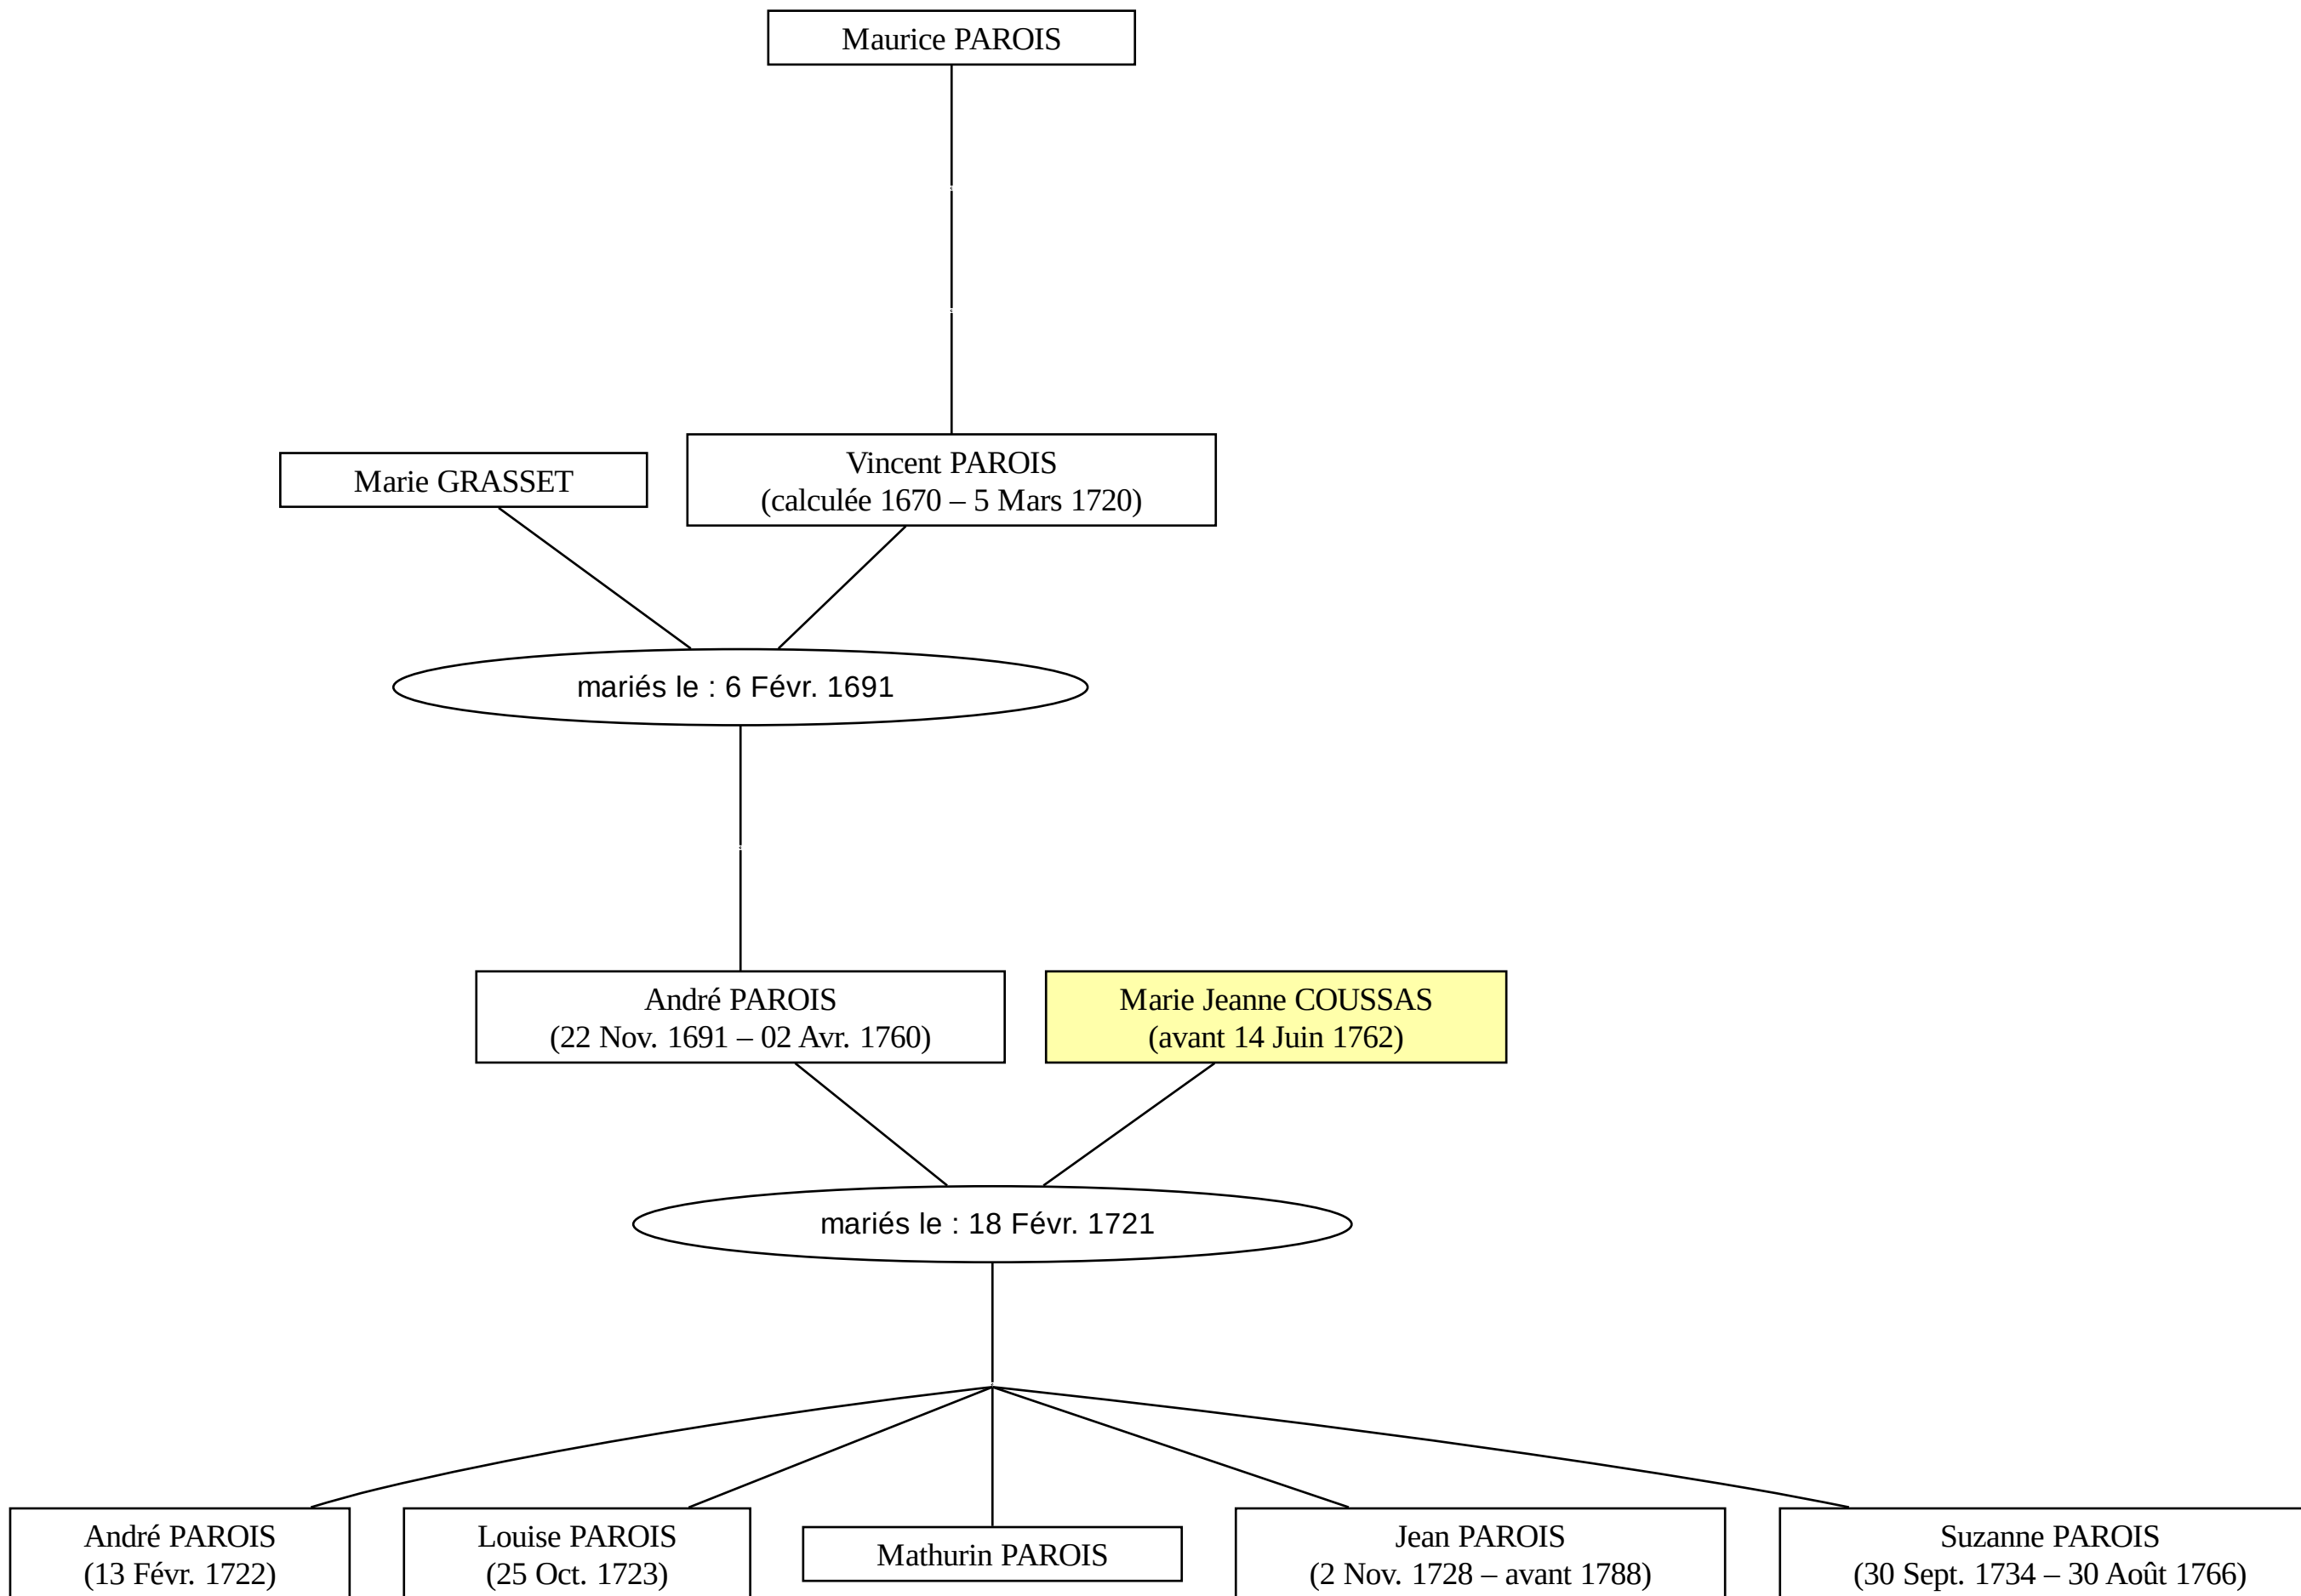 Maurice PAROIS
Marie GRASSET
Vincent PAROIS
(calculée 1670 – 5 Mars 1720)
mariés le : 6 Févr. 1691
André PAROIS
(22 Nov. 1691 – 02 Avr. 1760)
Marie Jeanne COUSSAS
(avant 14 Juin 1762)
mariés le : 18 Févr. 1721
André PAROIS
(13 Févr. 1722)
Louise PAROIS
(25 Oct. 1723)
Mathurin PAROIS
Jean PAROIS
(2 Nov. 1728 – avant 1788)
Suzanne PAROIS
(30 Sept. 1734 – 30 Août 1766)